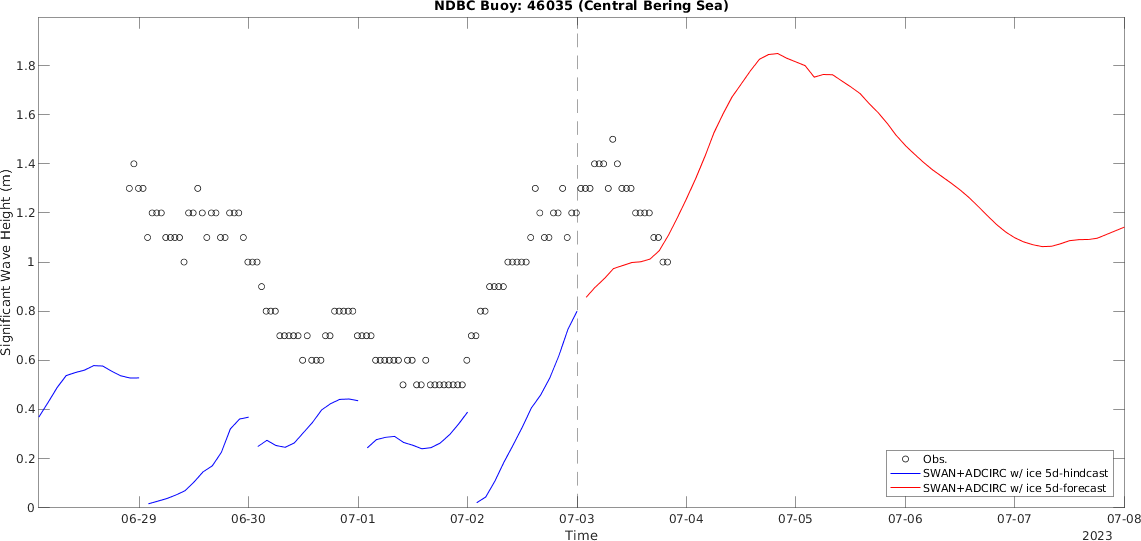 NDBC Buoy: 46035 (Central Bering Sea)
Significant Wave Height (m)
1.8
1.6
1.4
1.2
1
0.8
0.6
0.4
0.2
0
Obs.
SWAN+ADCIRC w/ ice 5d-hindcast
SWAN+ADCIRC w/ ice 5d-forecast
06-29 06-30 07-01 07-02 07-03 07-04 07-05 07-06 07-07 07-08
Time
2023